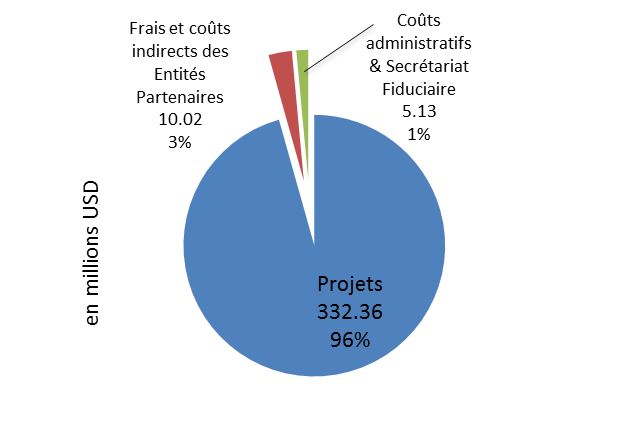 Frais et coûts
indirects des
Entités
Partenaires
10.02
3%
Coûts
administratifs
& Secrétariat
Fiduciaire
5.13
1%
en millions USD
Projets
332.36
96%